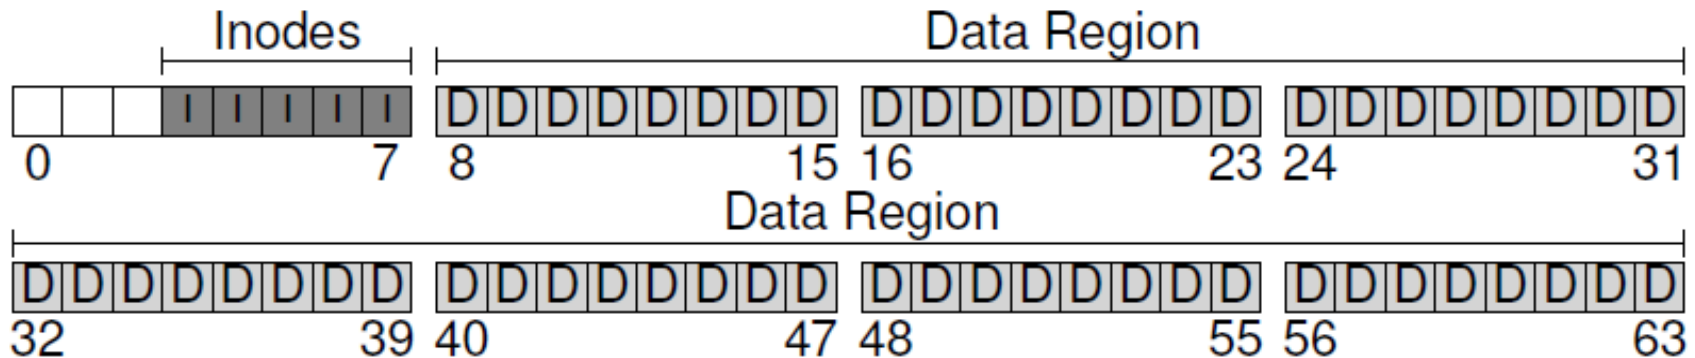 Inodes Data Region
I I I I I D D D D D D D D D D D D D D D D D D D D D D D D
0 7 8 15 16 23 24 31
Data Region
D D D D D D D D D D D D D D D D D D D D D D D D D D D D D D D D
32 39 40 47 48 55 56 63